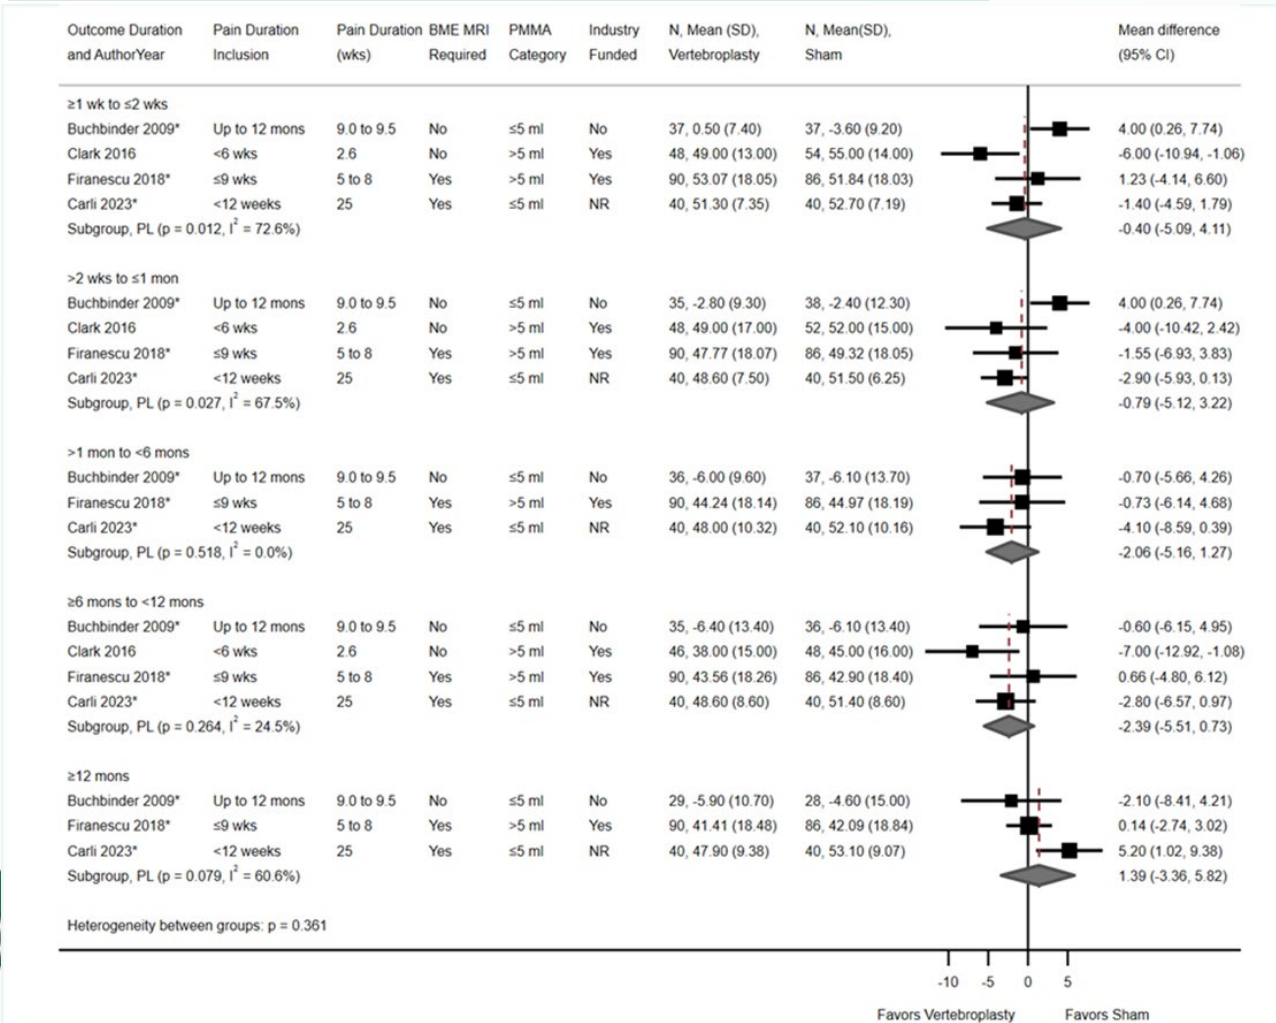 Outcome Duration and AuthorYear Pain Duration Inclusion Pain Duration (wks) BME MRI Required PMMA Category Industry Funded N, Mean (SD), Vertebroplasty N, Mean(SD), Sham Mean difference (95% CI)
≥1 wk to ≤2 wks
Buchbinder 2009* Up to 12 mons 9.0 to 9.5 No ≤5 ml No 37, 0.50 (7.40) 37, -3.60 (9.20) 4.00 (0.26, 7.74)
Clark 2016 <6 wks 2.6 No >5 ml Yes 48, 49.00 (13.00) 54, 55.00 (14.00) -6.00 (-10.94, -1.06)
Firanescu 2018* ≤9 wks 5 to 8 Yes >5 ml Yes 90, 53.07 (18.05) 86, 51.84 (18.03) 1.23 (-4.14, 6.60)
Carli 2023* <12 weeks 25 Yes ≤5 ml NR 40, 51.30 (7.35) 40, 52.70 (7.19) -1.40 (-4.59, 1.79)
Subgroup, PL (p = 0.012, I² = 72.6%) -0.40 (-5.09, 4.11)
>2 wks to ≤1 mon
Buchbinder 2009* Up to 12 mons 9.0 to 9.5 No ≤5 ml No 35, -2.80 (9.30) 38, -2.40 (12.30) 4.00 (0.26, 7.74)
Clark 2016 <6 wks 2.6 No >5 ml Yes 48, 49.00 (17.00) 52, 52.00 (15.00) -4.00 (-10.42, 2.42)
Firanescu 2018* ≤9 wks 5 to 8 Yes >5 ml Yes 90, 47.77 (18.07) 86, 49.32 (18.05) -1.55 (-6.93, 3.83)
Carli 2023* <12 weeks 25 Yes ≤5 ml NR 40, 48.60 (7.50) 40, 51.50 (6.25) -2.90 (-5.93, 0.13)
Subgroup, PL (p = 0.027, I² = 67.5%) -0.79 (-5.12, 3.22)
>1 mon to <6 mons
Buchbinder 2009* Up to 12 mons 9.0 to 9.5 No ≤5 ml No 36, -6.00 (9.60) 37, -6.10 (13.70) -0.70 (-5.66, 4.26)
Firanescu 2018* ≤9 wks 5 to 8 Yes >5 ml Yes 90, 44.24 (18.14) 86, 44.97 (18.19) -0.73 (-6.14, 4.68)
Carli 2023* <12 weeks 25 Yes ≤5 ml NR 40, 48.00 (10.32) 40, 52.10 (10.16) -4.10 (-8.59, 0.39)
Subgroup, PL (p = 0.518, I² = 0.0%) -2.06 (-5.16, 1.27)
≥6 mons to <12 mons
Buchbinder 2009* Up to 12 mons 9.0 to 9.5 No ≤5 ml No 35, -6.40 (13.40) 36, -6.10 (13.40) -0.60 (-6.15, 4.95)
Clark 2016 <6 wks 2.6 No >5 ml Yes 46, 38.00 (15.00) 48, 45.00 (16.00) -7.00 (-12.92, -1.08)
Firanescu 2018* ≤9 wks 5 to 8 Yes >5 ml Yes 90, 43.56 (18.26) 86, 42.90 (18.40) 0.66 (-4.80, 6.12)
Carli 2023* <12 weeks 25 Yes ≤5 ml NR 40, 48.60 (8.60) 40, 51.40 (8.60) -2.80 (-6.57, 0.97)
Subgroup, PL (p = 0.264, I² = 24.5%) -2.39 (-5.51, 0.73)
≥12 mons
Buchbinder 2009* Up to 12 mons 9.0 to 9.5 No ≤5 ml No 29, -5.90 (10.70) 28, -4.60 (15.00) -2.10 (-8.41, 4.21)
Firanescu 2018* ≤9 wks 5 to 8 Yes >5 ml Yes 90, 41.41 (18.48) 86, 42.09 (18.84) 0.14 (-2.74, 3.02)
Carli 2023* <12 weeks 25 Yes ≤5 ml NR 40, 47.90 (9.38) 40, 53.10 (9.07) 5.20 (1.02, 9.38)
Subgroup, PL (p = 0.079, I² = 60.6%) 1.39 (-3.36, 5.82)
Heterogeneity between groups: p = 0.361
-10 -5 0 5
Favors Vertebroplasty Favors Sham